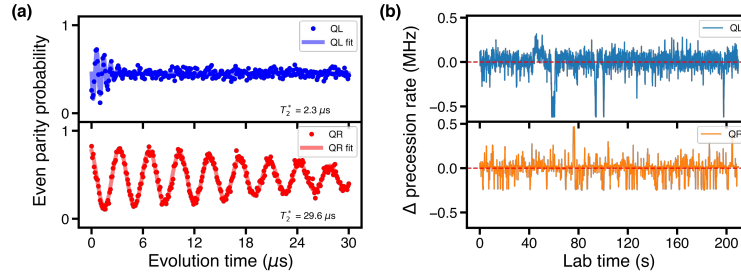 (a)
Even parity probability
1
0
QL
QL fit
T₂* = 2.3 μs
1
0
QR
QR fit
T₂* = 29.6 μs
0 6 12 18 24 30
Evolution time (μs)
(b)
Δ precession rate (MHz)
0.5
0.0
−0.5
QL
0.5
0.0
−0.5
QR
0 40 80 120 160 200
Lab time (s)